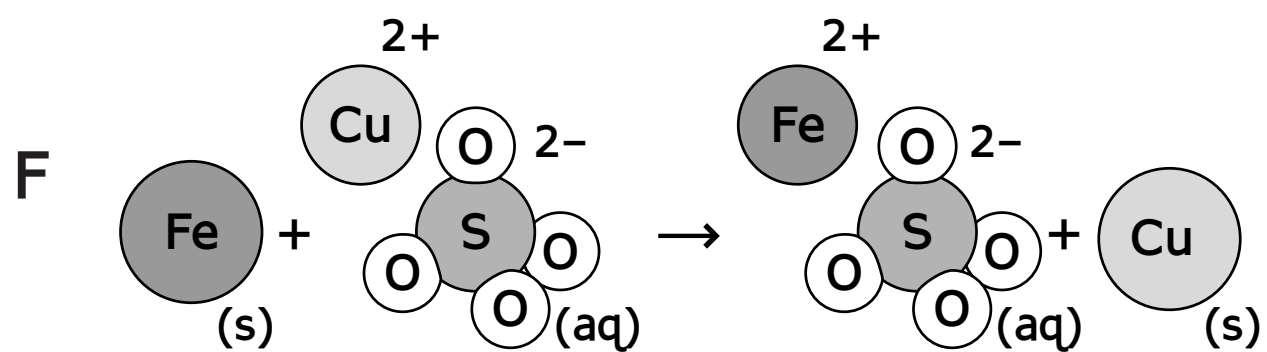 F
Fe (s) + Cu 2+ S O O O O 2− (aq) → Fe 2+ S O O O O 2− (aq) + Cu (s)